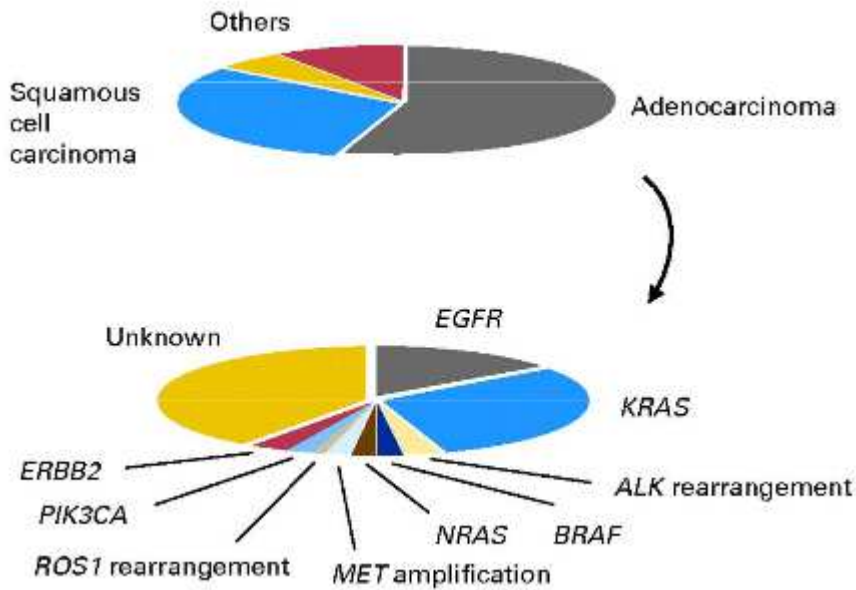 Others
Squamous
cell
carcinoma
Adenocarcinoma
Unknown
EGFR
KRAS
ERBB2
ALK rearrangement
PIK3CA
NRAS
BRAF
ROS1 rearrangement
MET amplification